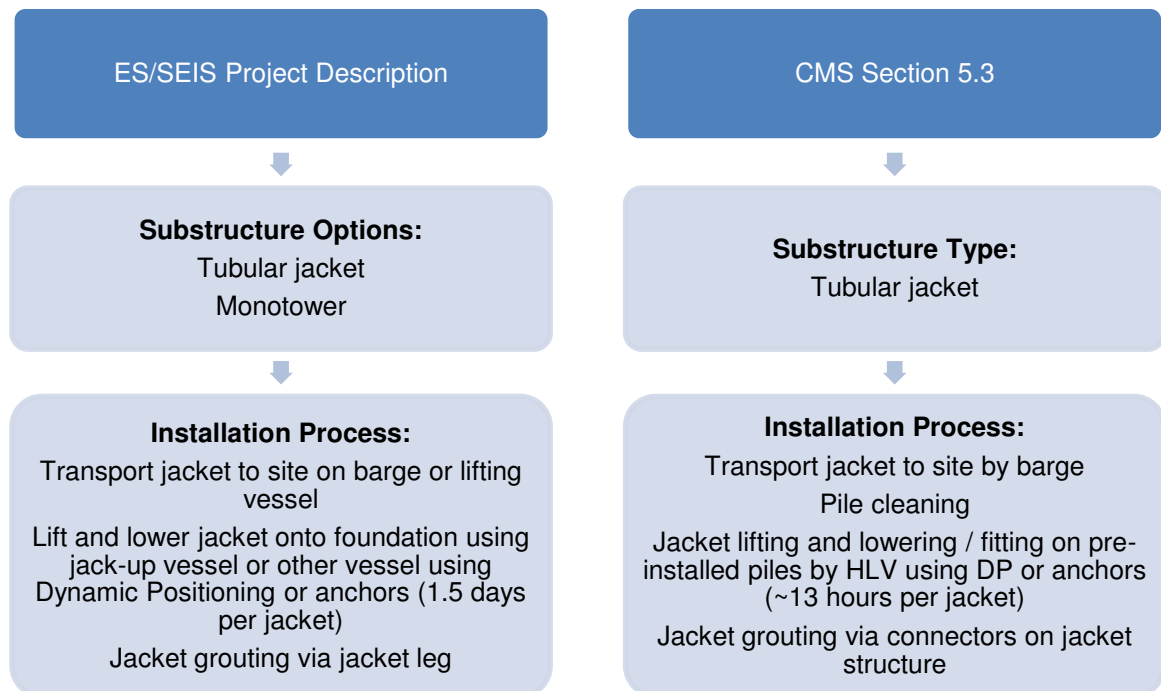 ES/SEIS Project Description
Substructure Options:
Tubular jacket
Monotower
Installation Process:
Transport jacket to site on barge or lifting
vessel
Lift and lower jacket onto foundation using
jack-up vessel or other vessel using
Dynamic Positioning or anchors (1.5 days
per jacket)
Jacket grouting via jacket leg
CMS Section 5.3
Substructure Type:
Tubular jacket
Installation Process:
Transport jacket to site by barge
Pile cleaning
Jacket lifting and lowering / fitting on pre-
installed piles by HLV using DP or anchors
(~13 hours per jacket)
Jacket grouting via connectors on jacket
structure